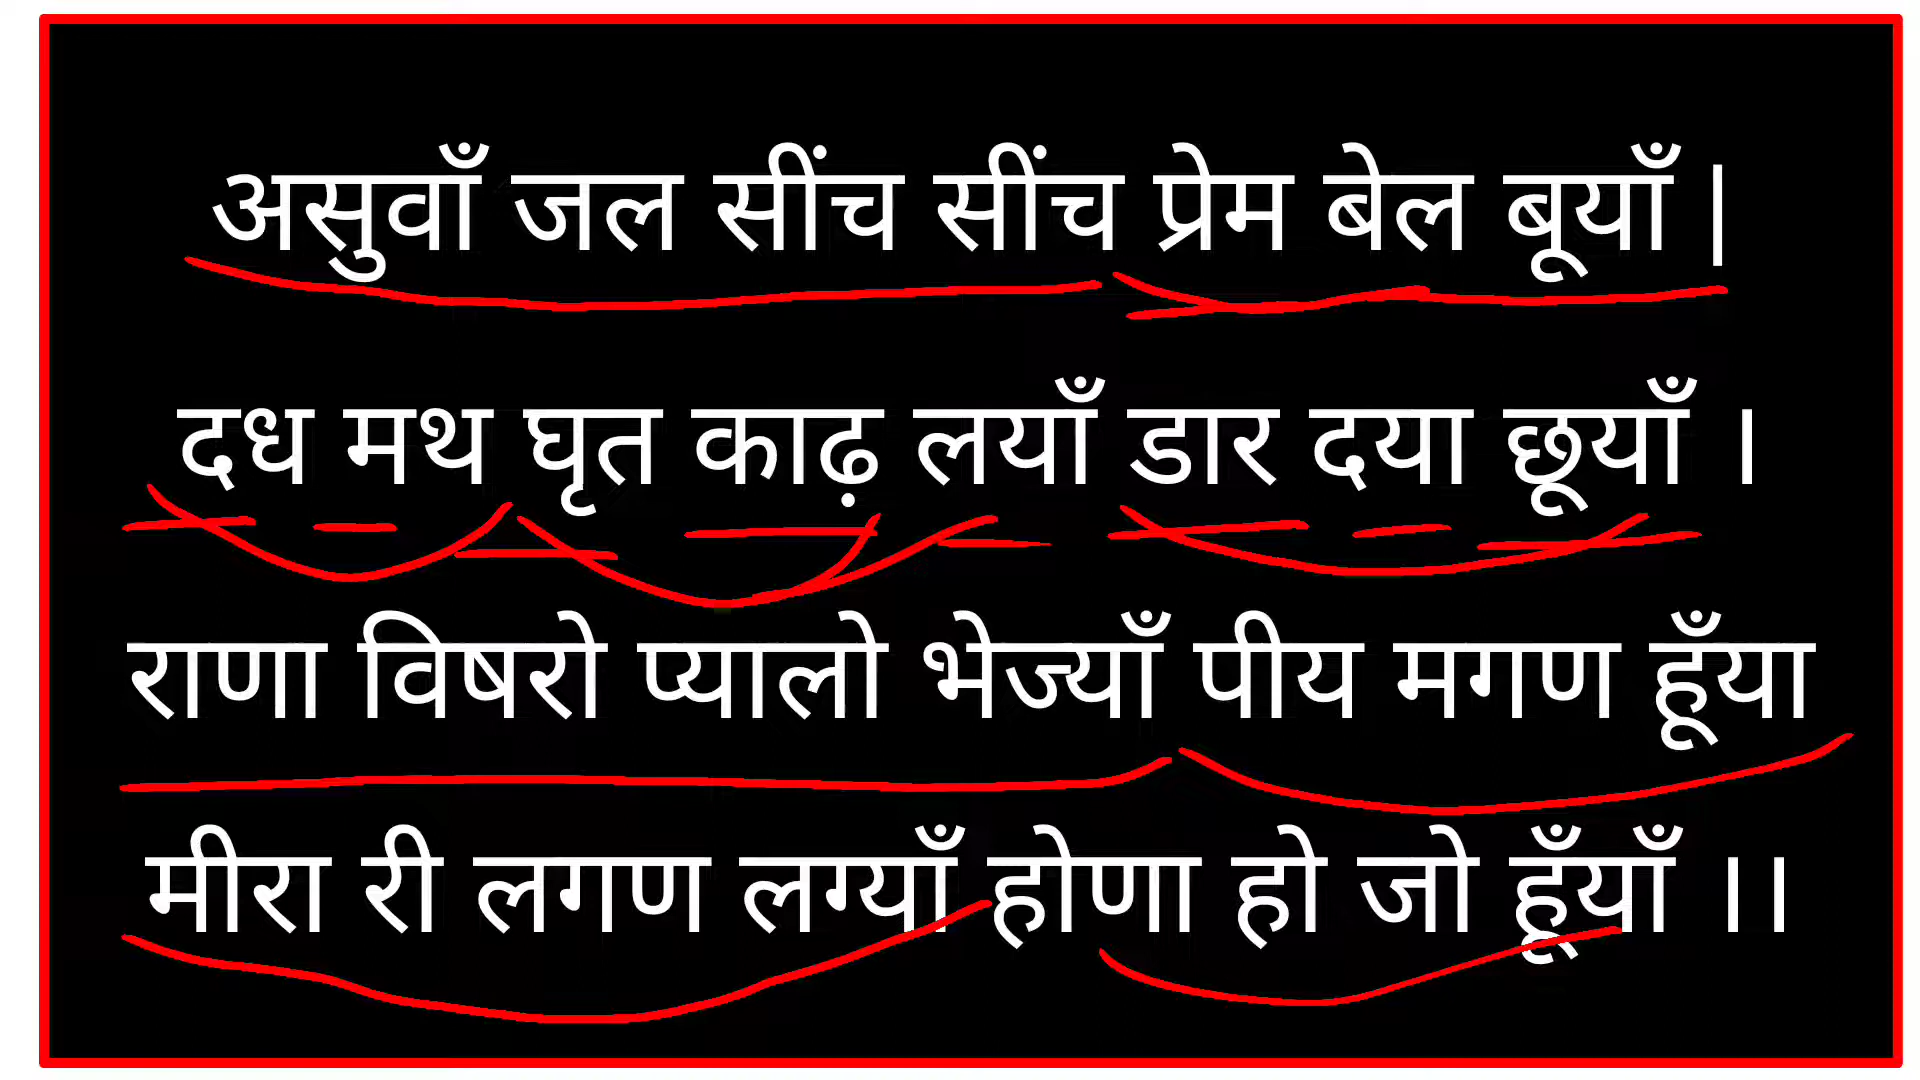 असुवाँ जल सींच सींच प्रेम बेल बूयाँ |
दध मथ घृत काढ़ लयाँ डार दया छूयाँ ।
राणा विषरो प्यालो भेज्याँ पीय मगण हूँया
मीरा री लगण लग्याँ होणा हो जो हूँयाँ ।।